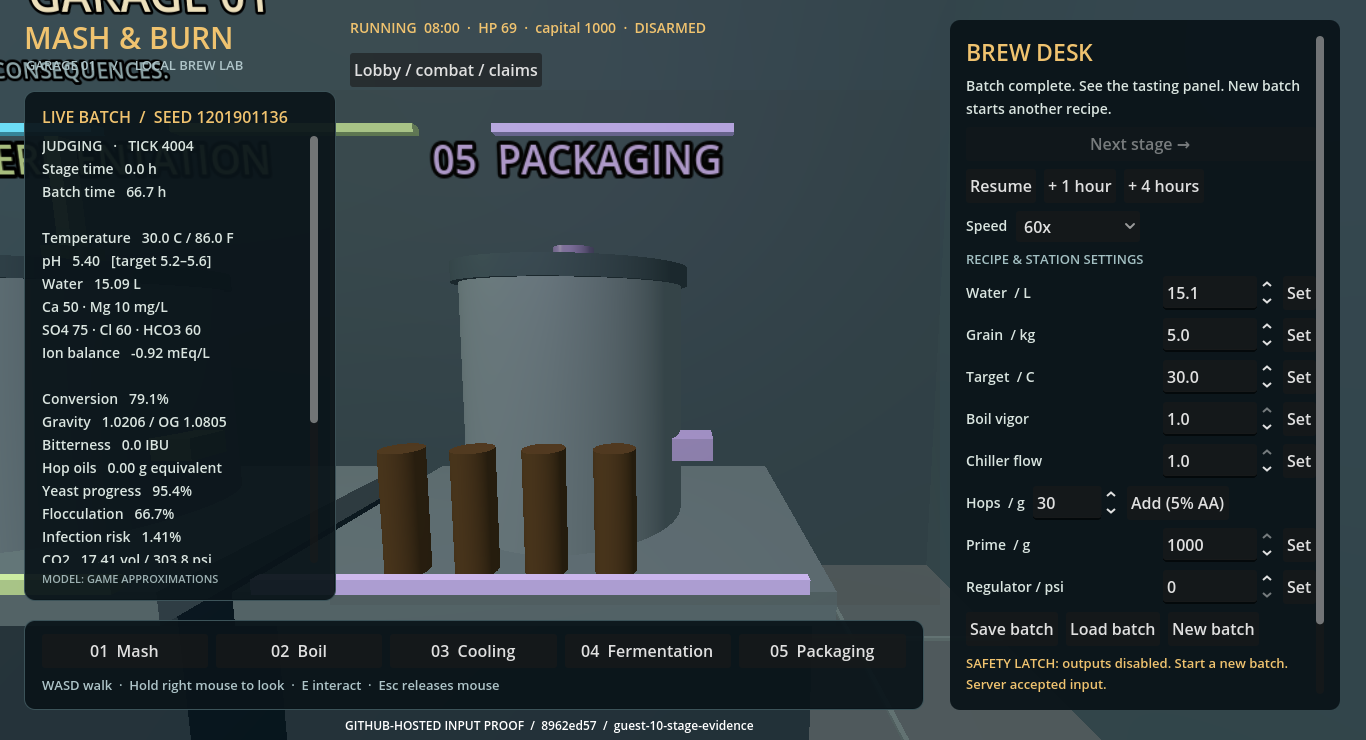 GARAGE 01
MASH & BURN
GARAGE 01 / LOCAL BREW LAB
CONSEQUENCES.
RUNNING 08:00 · HP 69 · capital 1000 · DISARMED
Lobby / combat / claims
LIVE BATCH / SEED 1201901136
JUDGING · TICK 4004
Stage time 0.0 h
Batch time 66.7 h
Temperature 30.0 C / 86.0 F
pH 5.40 [target 5.2–5.6]
Water 15.09 L
Ca 50 · Mg 10 mg/L
SO4 75 · Cl 60 · HCO3 60
Ion balance -0.92 mEq/L
Conversion 79.1%
Gravity 1.0206 / OG 1.0805
Bitterness 0.0 IBU
Hop oils 0.00 g equivalent
Yeast progress 95.4%
Flocculation 66.7%
Infection risk 1.41%
CO2 17.41 vol / 303.8 psi
MODEL: GAME APPROXIMATIONS
05 PACKAGING
BREW DESK
Batch complete. See the tasting panel. New batch
starts another recipe.
Next stage →
Resume + 1 hour + 4 hours
Speed 60x
RECIPE & STATION SETTINGS
Water / L 15.1 Set
Grain / kg 5.0 Set
Target / C 30.0 Set
Boil vigor 1.0 Set
Chiller flow 1.0 Set
Hops / g 30 Add (5% AA)
Prime / g 1000 Set
Regulator / psi 0 Set
Save batch Load batch New batch
SAFETY LATCH: outputs disabled. Start a new batch.
Server accepted input.
01 Mash 02 Boil 03 Cooling 04 Fermentation 05 Packaging
WASD walk · Hold right mouse to look · E interact · Esc releases mouse
GITHUB-HOSTED INPUT PROOF / 8962ed57 / guest-10-stage-evidence